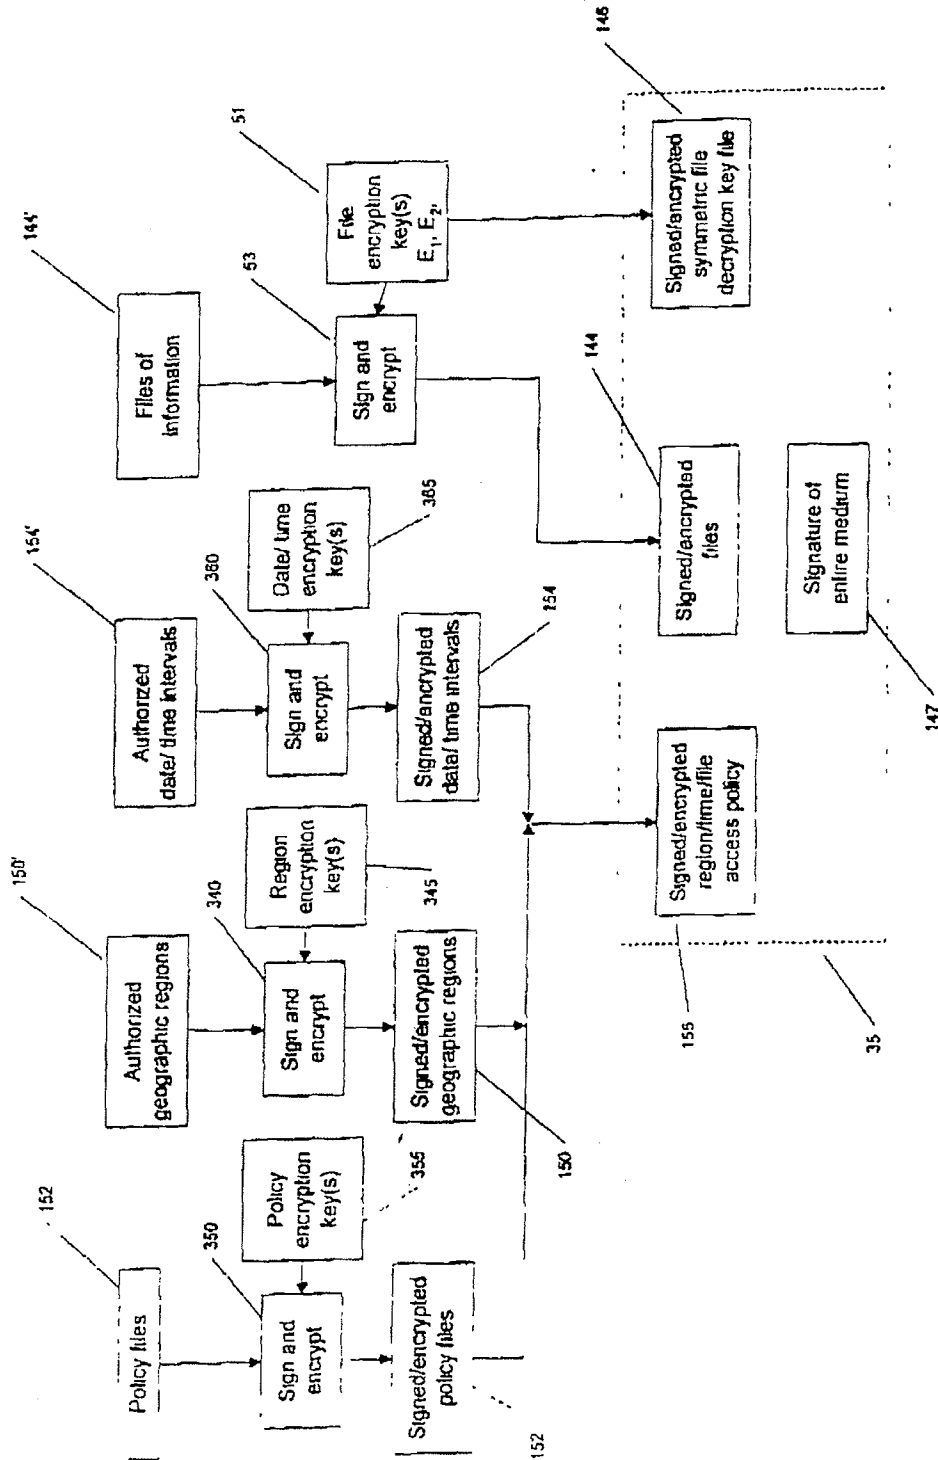 152
Policy files
350
Sign and
encrypt
Policy
encryption
key(s)
355
Signed/encrypted
policy files
152
150'
Authorized
geographic regions
340
Sign and
encrypt
Region
encryption
key(s)
345
Signed/encrypted
geographic regions
150
154'
Authorized
date/ time intervals
360
Sign and
encrypt
Date/ time
encryption
key(s)
365
Signed/encrypted
data/ time intervals
154
144'
Files of
information
53
Sign and
encrypt
51
File
encryption
key(s)
E1, E2,
Signed/encrypted
region/time/file
access policy
155
35
144
Signed/encrypted
files
Signature of
entire medium
147
146
Signed/encrypted
symmetric file
decryption key file